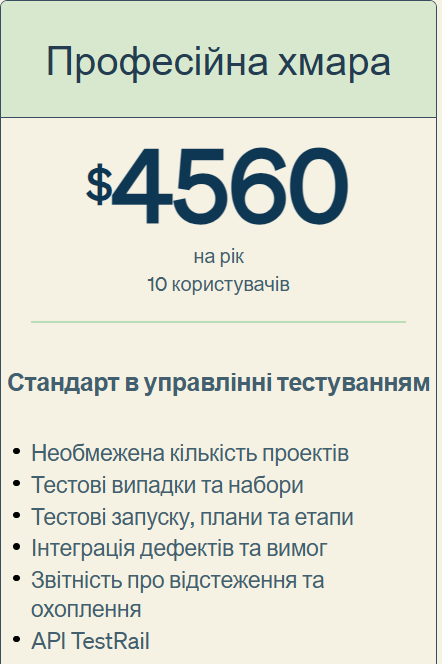 Професійна хмара
$4560
на рік
10 користувачів
Стандарт в управлінні тестуванням
• Необмежена кількість проектів
• Тестові випадки та набори
• Тестові запуску, плани та етапи
• Інтеграція дефектів та вимог
• Звітність про відстеження та
охоплення
• API TestRail